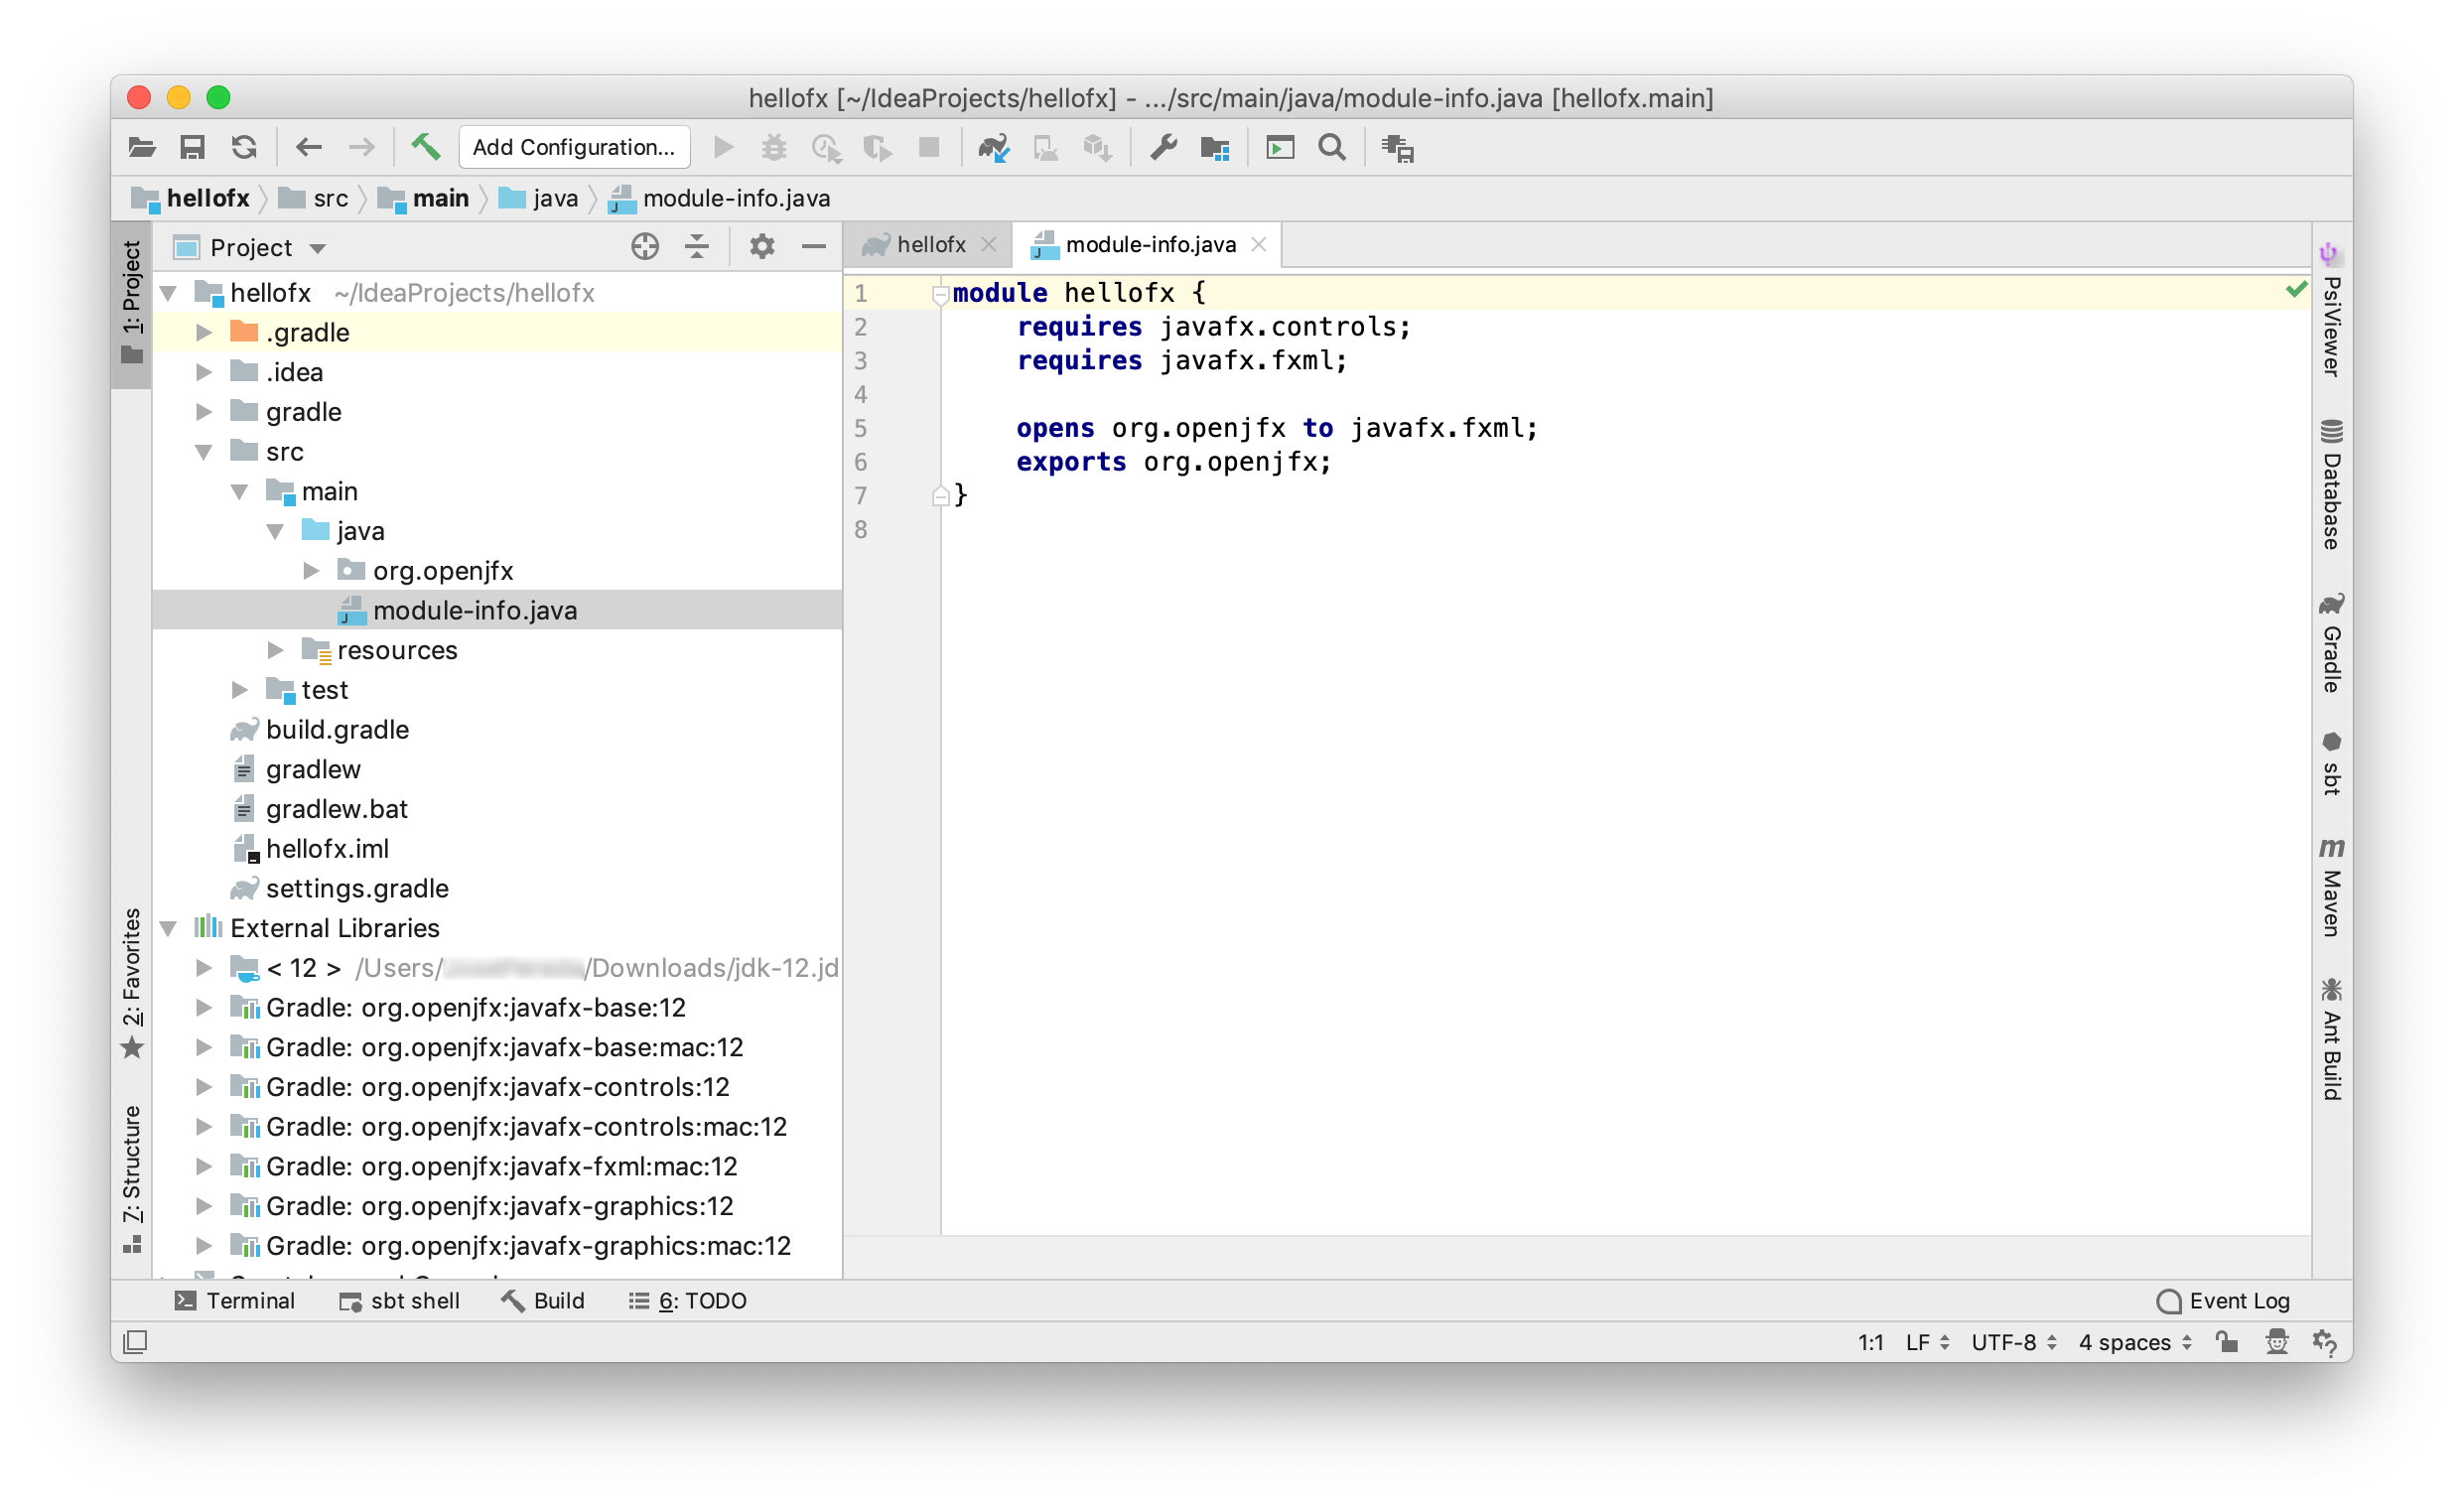 hellofx [~/IdeaProjects/hellofx] - .../src/main/java/module-info.java [hellofx.main]
Add Configuration...
hellofx src main java module-info.java
1: Project
2: Favorites
7: Structure
Project
hellofx ~/IdeaProjects/hellofx
.gradle
.idea
gradle
src
main
java
org.openjfx
module-info.java
resources
test
build.gradle
gradlew
gradlew.bat
hellofx.iml
settings.gradle
External Libraries
< 12 > /Users/ /Downloads/jdk-12.jd
Gradle: org.openjfx:javafx-base:12
Gradle: org.openjfx:javafx-base:mac:12
Gradle: org.openjfx:javafx-controls:12
Gradle: org.openjfx:javafx-controls:mac:12
Gradle: org.openjfx:javafx-fxml:mac:12
Gradle: org.openjfx:javafx-graphics:12
Gradle: org.openjfx:javafx-graphics:mac:12
hellofx module-info.java
1 module hellofx {
2 requires javafx.controls;
3 requires javafx.fxml;
4
5 opens org.openjfx to javafx.fxml;
6 exports org.openjfx;
7 }
8
PsiViewer
Database
Gradle
sbt
m Maven
Ant Build
Terminal sbt shell Build 6: TODO Event Log
1:1 LF UTF-8 4 spaces